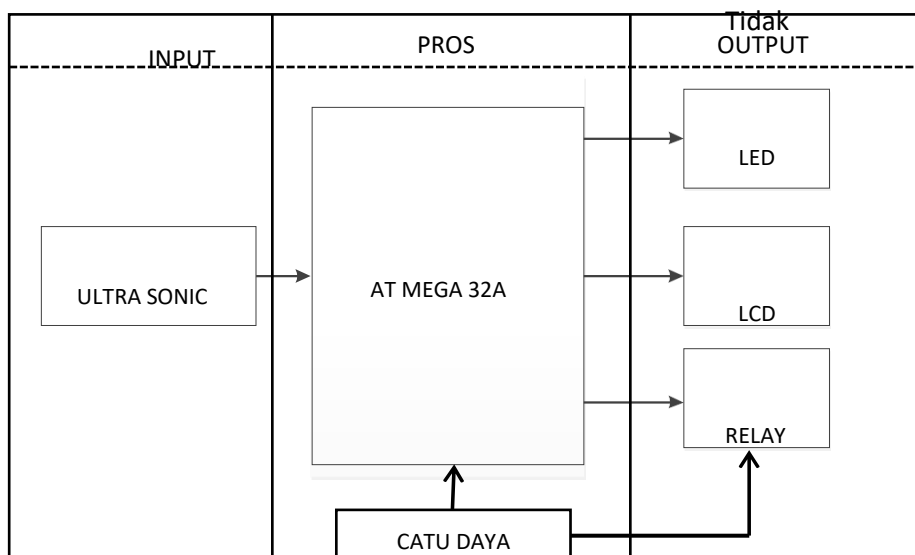 Tidak
INPUT
PROS
OUTPUT
LED
ULTRA SONIC
AT MEGA 32A
LCD
RELAY
CATU DAYA